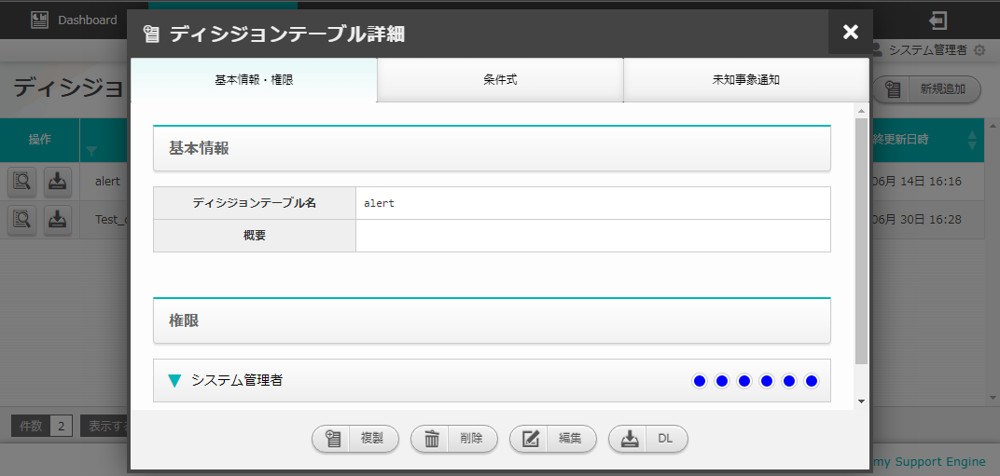 Dashboard
ディシジョンテーブル詳細
システム管理者
基本情報・権限
条件式
未知事象通知
ディシジョ
新規追加
基本情報
操作
終更新日時
ディシジョンテーブル名
alert
alert
06月 14日 16:16
概要
Test_
06月 30日 16:28
権限
システム管理者
件数
2
表示す
複製
削除
編集
DL
my Support Engine